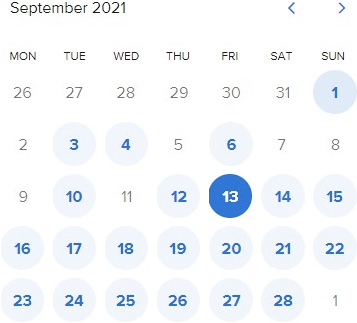 September 2021
MON TUE WED THU FRI SAT SUN
26 27 28 29 30 31 1
2 3 4 5 6 7 8
9 10 11 12 13 14 15
16 17 18 19 20 21 22
23 24 25 26 27 28 1